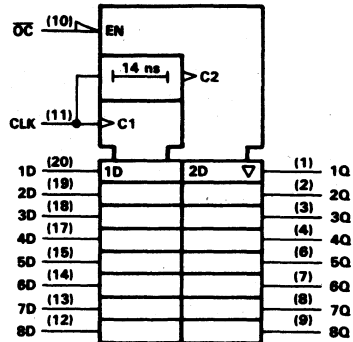 OC (10) EN
14 ns C2
CLK (11) C1
1D (20) 1D 2D ▽ (1) 1Q
2D (19) (2) 2Q
3D (18) (3) 3Q
4D (17) (4) 4Q
5D (15) (6) 5Q
6D (14) (7) 6Q
7D (13) (8) 7Q
8D (12) (9) 8Q